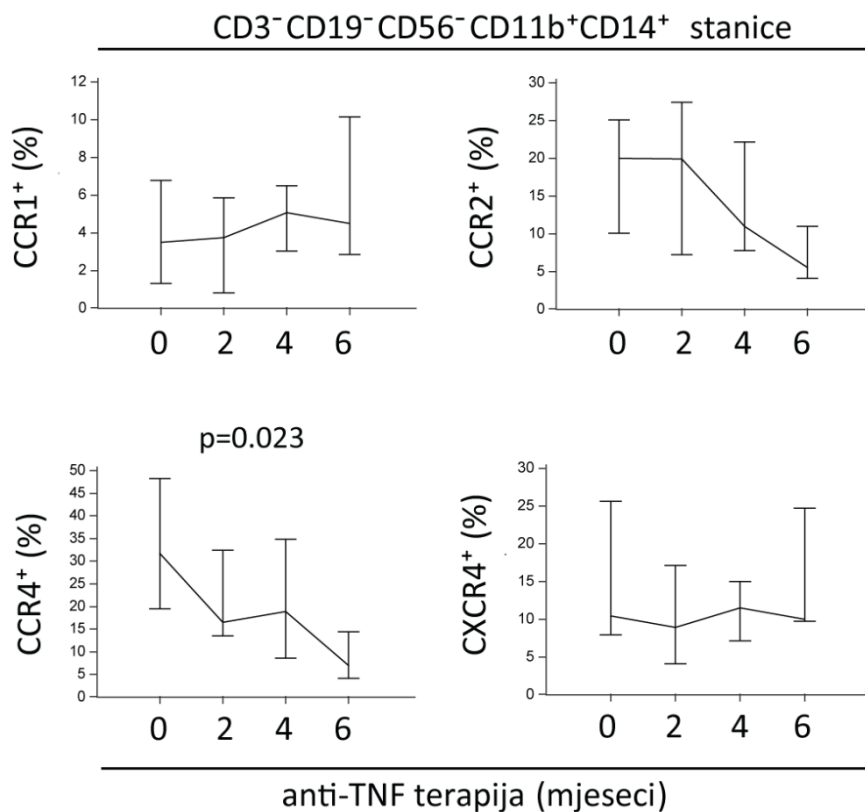 CD3⁻CD19⁻CD56⁻CD11b⁺CD14⁺ stanice
CCR1⁺ (%)
12
10
8
6
4
2
0
0 2 4 6
CCR2⁺ (%)
30
25
20
15
10
5
0
0 2 4 6
p=0.023
CCR4⁺ (%)
50
45
40
35
30
25
20
15
10
5
0
0 2 4 6
CXCR4⁺ (%)
30
25
20
15
10
5
0
0 2 4 6
anti-TNF terapija (mjeseci)